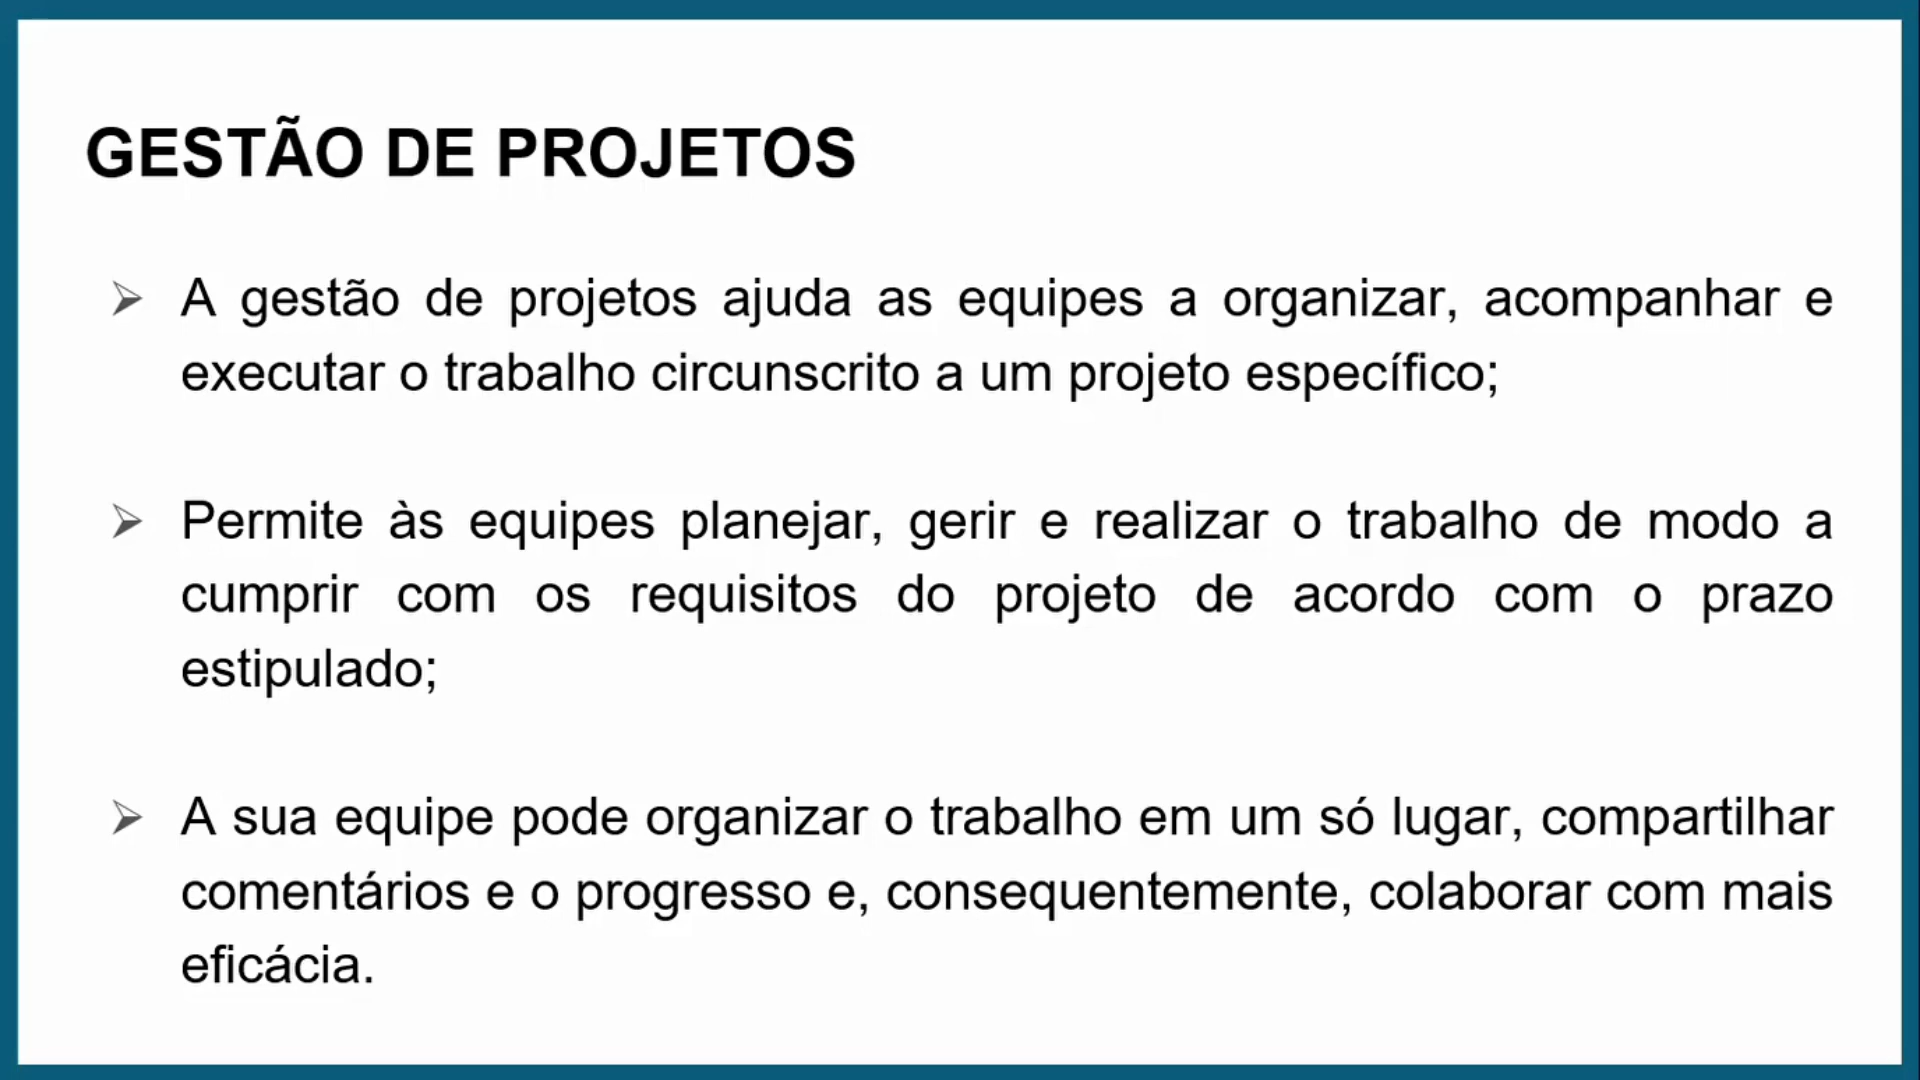 GESTÃO DE PROJETOS
➢ A gestão de projetos ajuda as equipes a organizar, acompanhar e
executar o trabalho circunscrito a um projeto específico;
➢ Permite às equipes planejar, gerir e realizar o trabalho de modo a
cumprir com os requisitos do projeto de acordo com o prazo
estipulado;
➢ A sua equipe pode organizar o trabalho em um só lugar, compartilhar
comentários e o progresso e, consequentemente, colaborar com mais
eficácia.